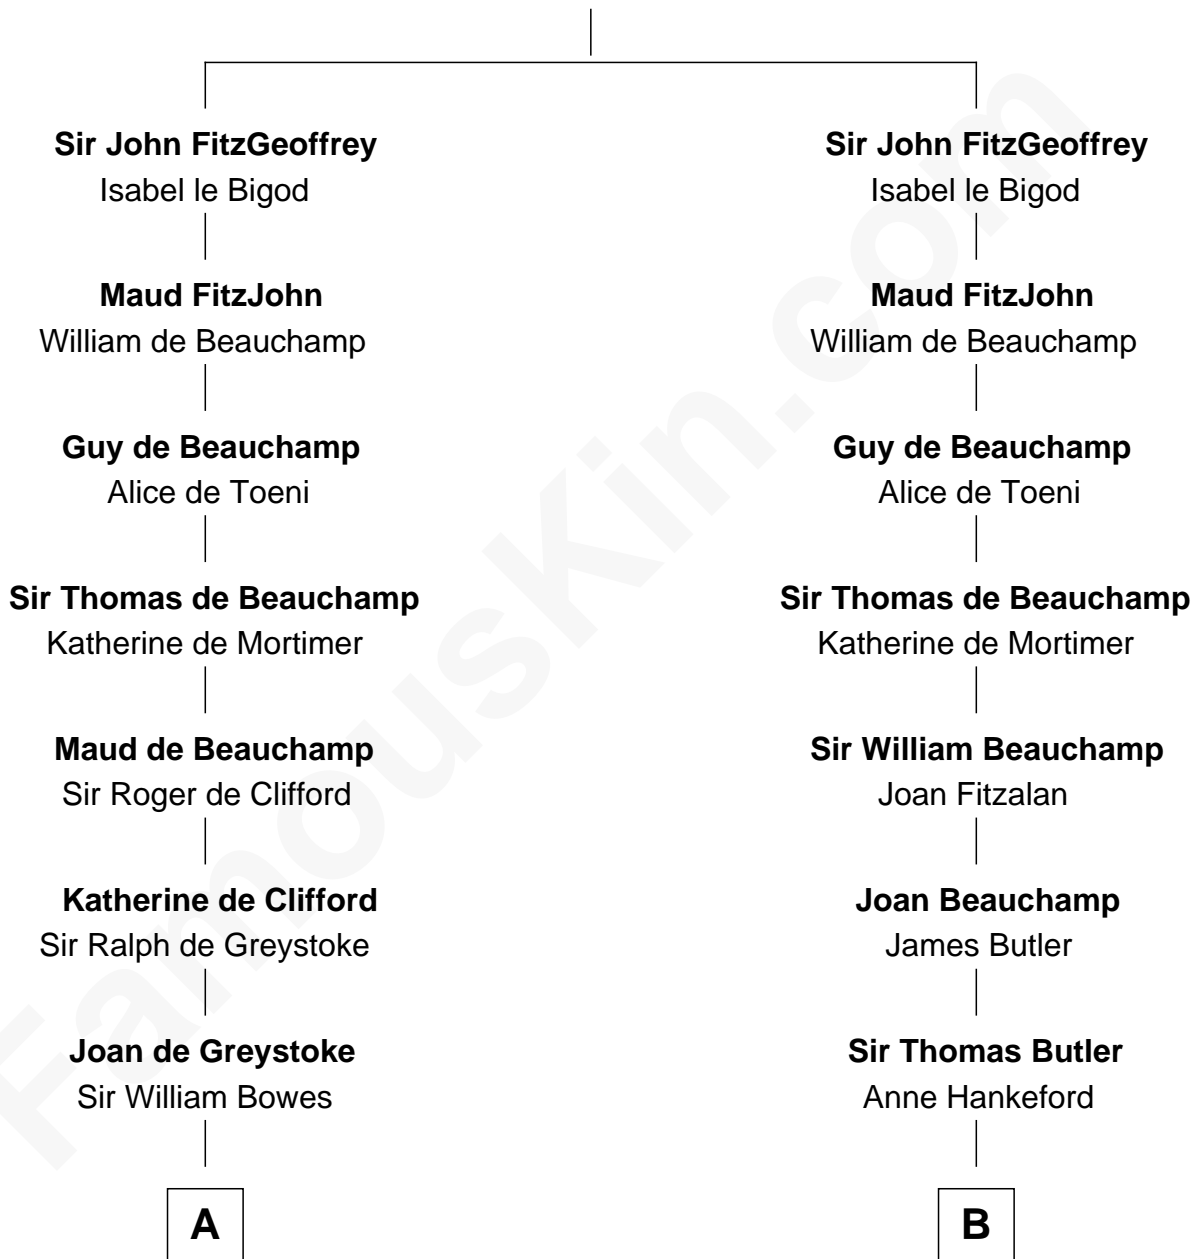 Sir John FitzGeoffrey
Isabel le Bigod
Maud FitzJohn
William de Beauchamp
Guy de Beauchamp
Alice de Toeni
Sir Thomas de Beauchamp
Katherine de Mortimer
Maud de Beauchamp
Sir Roger de Clifford
Katherine de Clifford
Sir Ralph de Greystoke
Joan de Greystoke
Sir William Bowes
A
Sir John FitzGeoffrey
Isabel le Bigod
Maud FitzJohn
William de Beauchamp
Guy de Beauchamp
Alice de Toeni
Sir Thomas de Beauchamp
Katherine de Mortimer
Sir William Beauchamp
Joan Fitzalan
Joan Beauchamp
James Butler
Sir Thomas Butler
Anne Hankeford
B
FamousKin.com